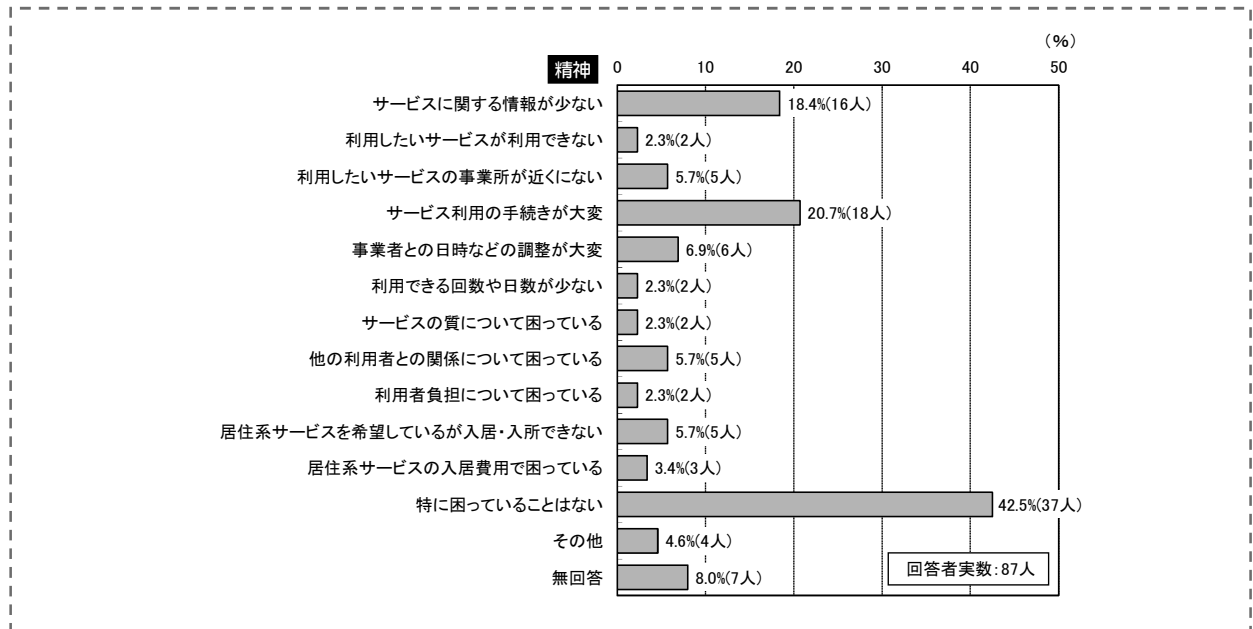 (%)
精神 0 10 20 30 40 50
サービスに関する情報が少ない 18.4%(16人)
利用したいサービスが利用できない 2.3%(2人)
利用したいサービスの事業所が近くにない 5.7%(5人)
サービス利用の手続きが大変 20.7%(18人)
事業者との日時などの調整が大変 6.9%(6人)
利用できる回数や日数が少ない 2.3%(2人)
サービスの質について困っている 2.3%(2人)
他の利用者との関係について困っている 5.7%(5人)
利用者負担について困っている 2.3%(2人)
居住系サービスを希望しているが入居・入所できない 5.7%(5人)
居住系サービスの入居費用で困っている 3.4%(3人)
特に困っていることはない 42.5%(37人)
その他 4.6%(4人)
無回答 8.0%(7人)
回答者実数:87人